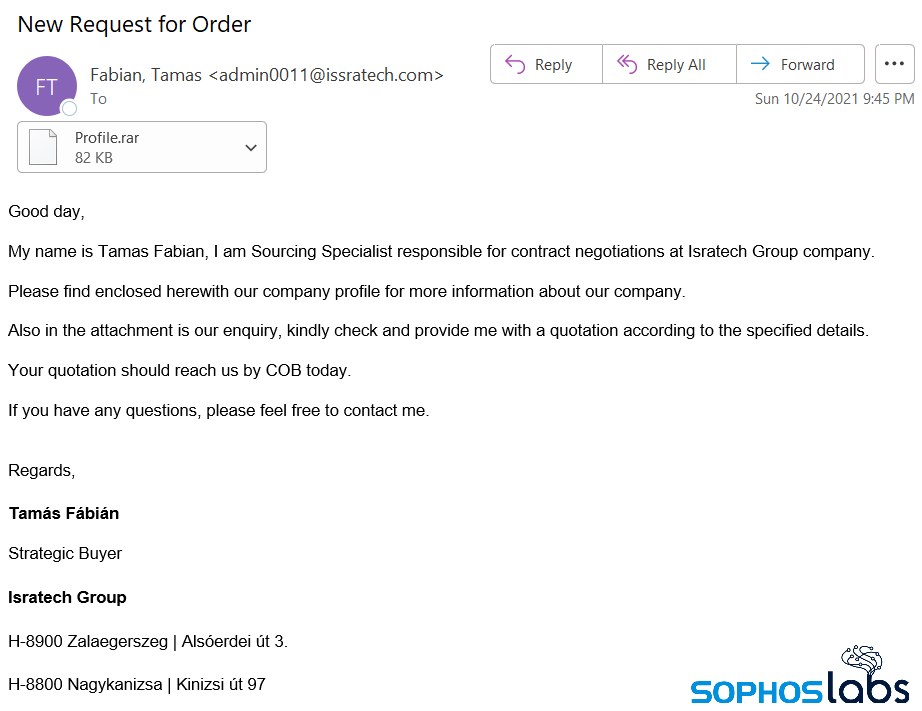 New Request for Order
FT
Fabian, Tamas <admin0011@issratech.com>
To
Reply
Reply All
Forward
Sun 10/24/2021 9:45 PM
Profile.rar
82 KB
Good day,
My name is Tamas Fabian, I am Sourcing Specialist responsible for contract negotiations at Isratech Group company.
Please find enclosed herewith our company profile for more information about our company.
Also in the attachment is our enquiry, kindly check and provide me with a quotation according to the specified details.
Your quotation should reach us by COB today.
If you have any questions, please feel free to contact me.
Regards,
Tamás Fábián
Strategic Buyer
Isratech Group
H-8900 Zalaegerszeg | Alsóerdei út 3.
H-8800 Nagykanizsa | Kinizsi út 97
SOPHOSlabs